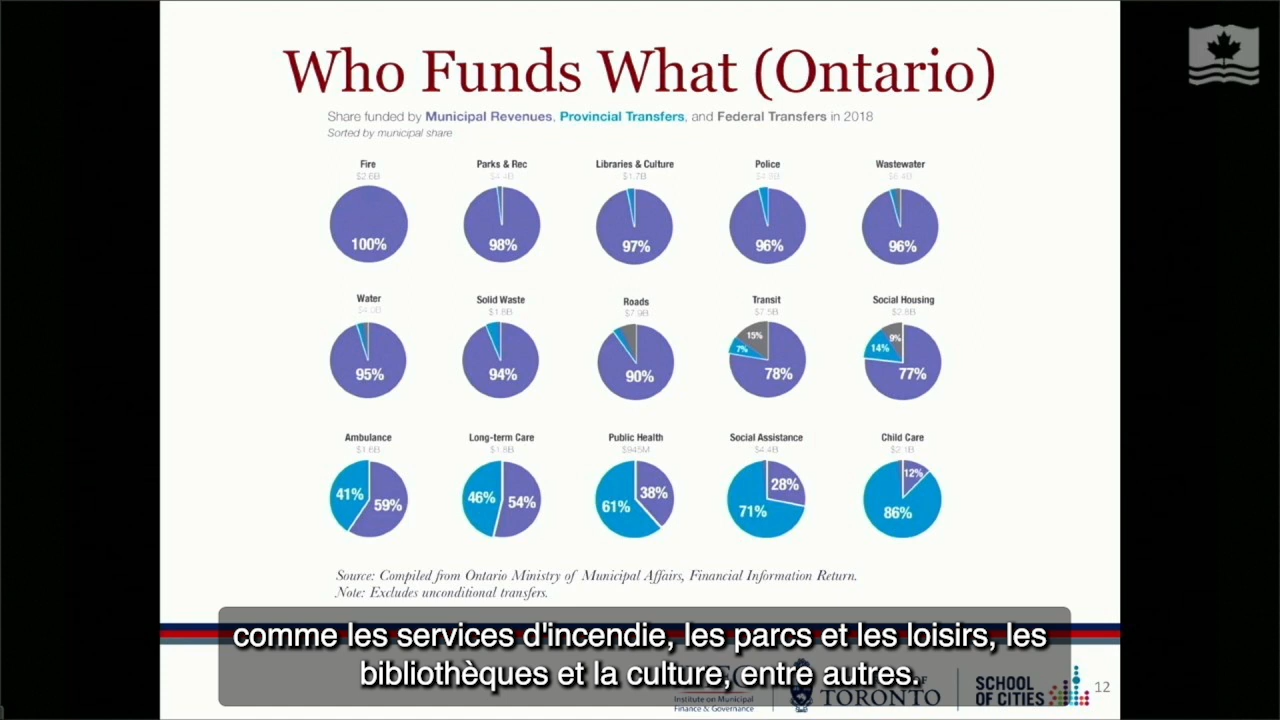 Who Funds What (Ontario)
Share funded by Municipal Revenues, Provincial Transfers, and Federal Transfers in 2018
Sorted by municipal share
Fire
$2.6B
100%
Parks & Rec
$4.4B
98%
Libraries & Culture
$1.7B
97%
Police
96%
Wastewater
96%
Water
$4.0B
95%
Solid Waste
94%
Roads
$7.9B
90%
Transit
$7.5B
15%
7%
78%
Social Housing
9%
14%
77%
Ambulance
41%
59%
Long-term Care
46%
54%
Public Health
$945M
38%
61%
Social Assistance
$4.4B
28%
71%
Child Care
$2.1B
12%
86%
Source: Compiled from Ontario Ministry of Municipal Affairs, Financial Information Return.
Note: Excludes unconditional transfers.
comme les services d'incendie, les parcs et les loisirs, les
bibliothèques et la culture, entre autres.
Institute on Municipal
Finance & Governance
TORONTO
SCHOOL
OF CITIES
12